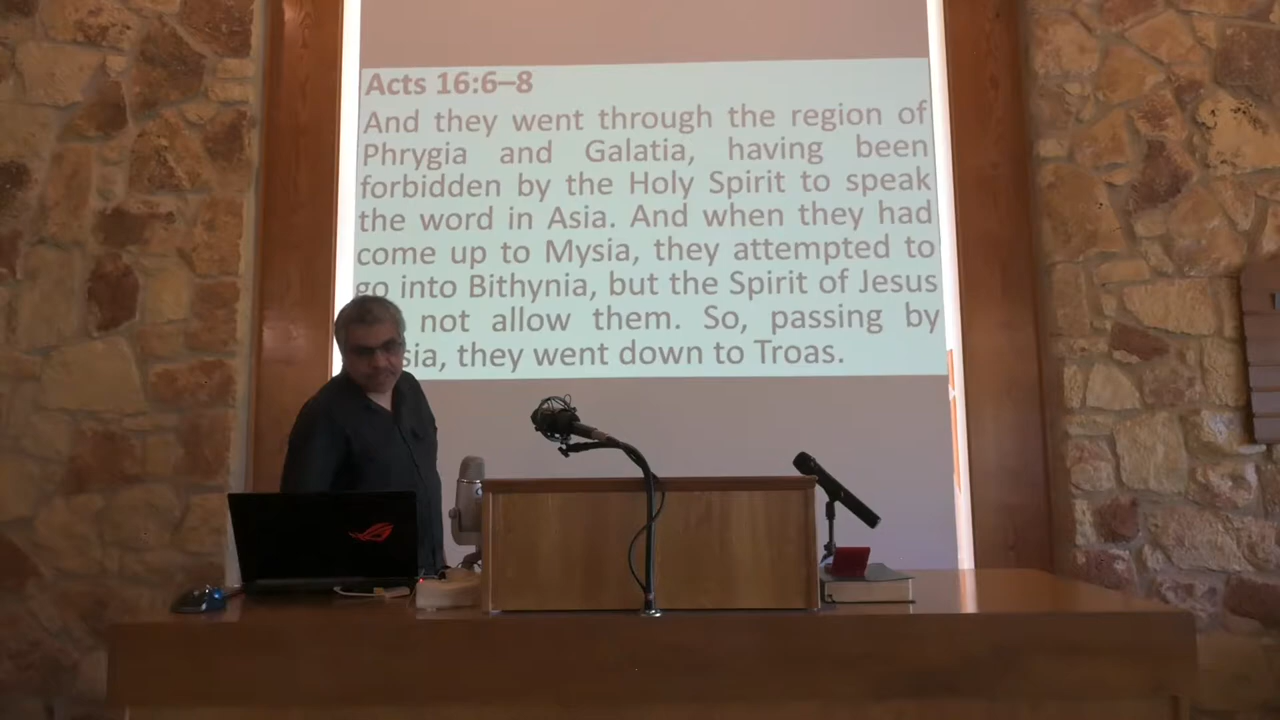 Acts 16:6–8
And they went through the region of
Phrygia and Galatia, having been
forbidden by the Holy Spirit to speak
the word in Asia. And when they had
come up to Mysia, they attempted to
go into Bithynia, but the Spirit of Jesus
not allow them. So, passing by
sia, they went down to Troas.